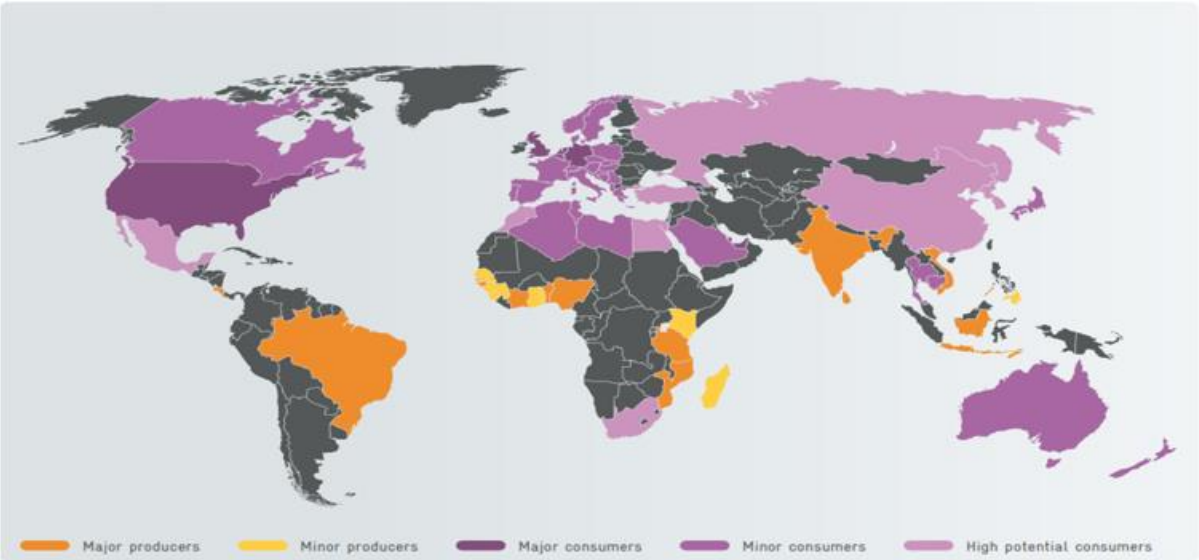 Major producers
Minor producers
Major consumers
Minor consumers
High potential consumers